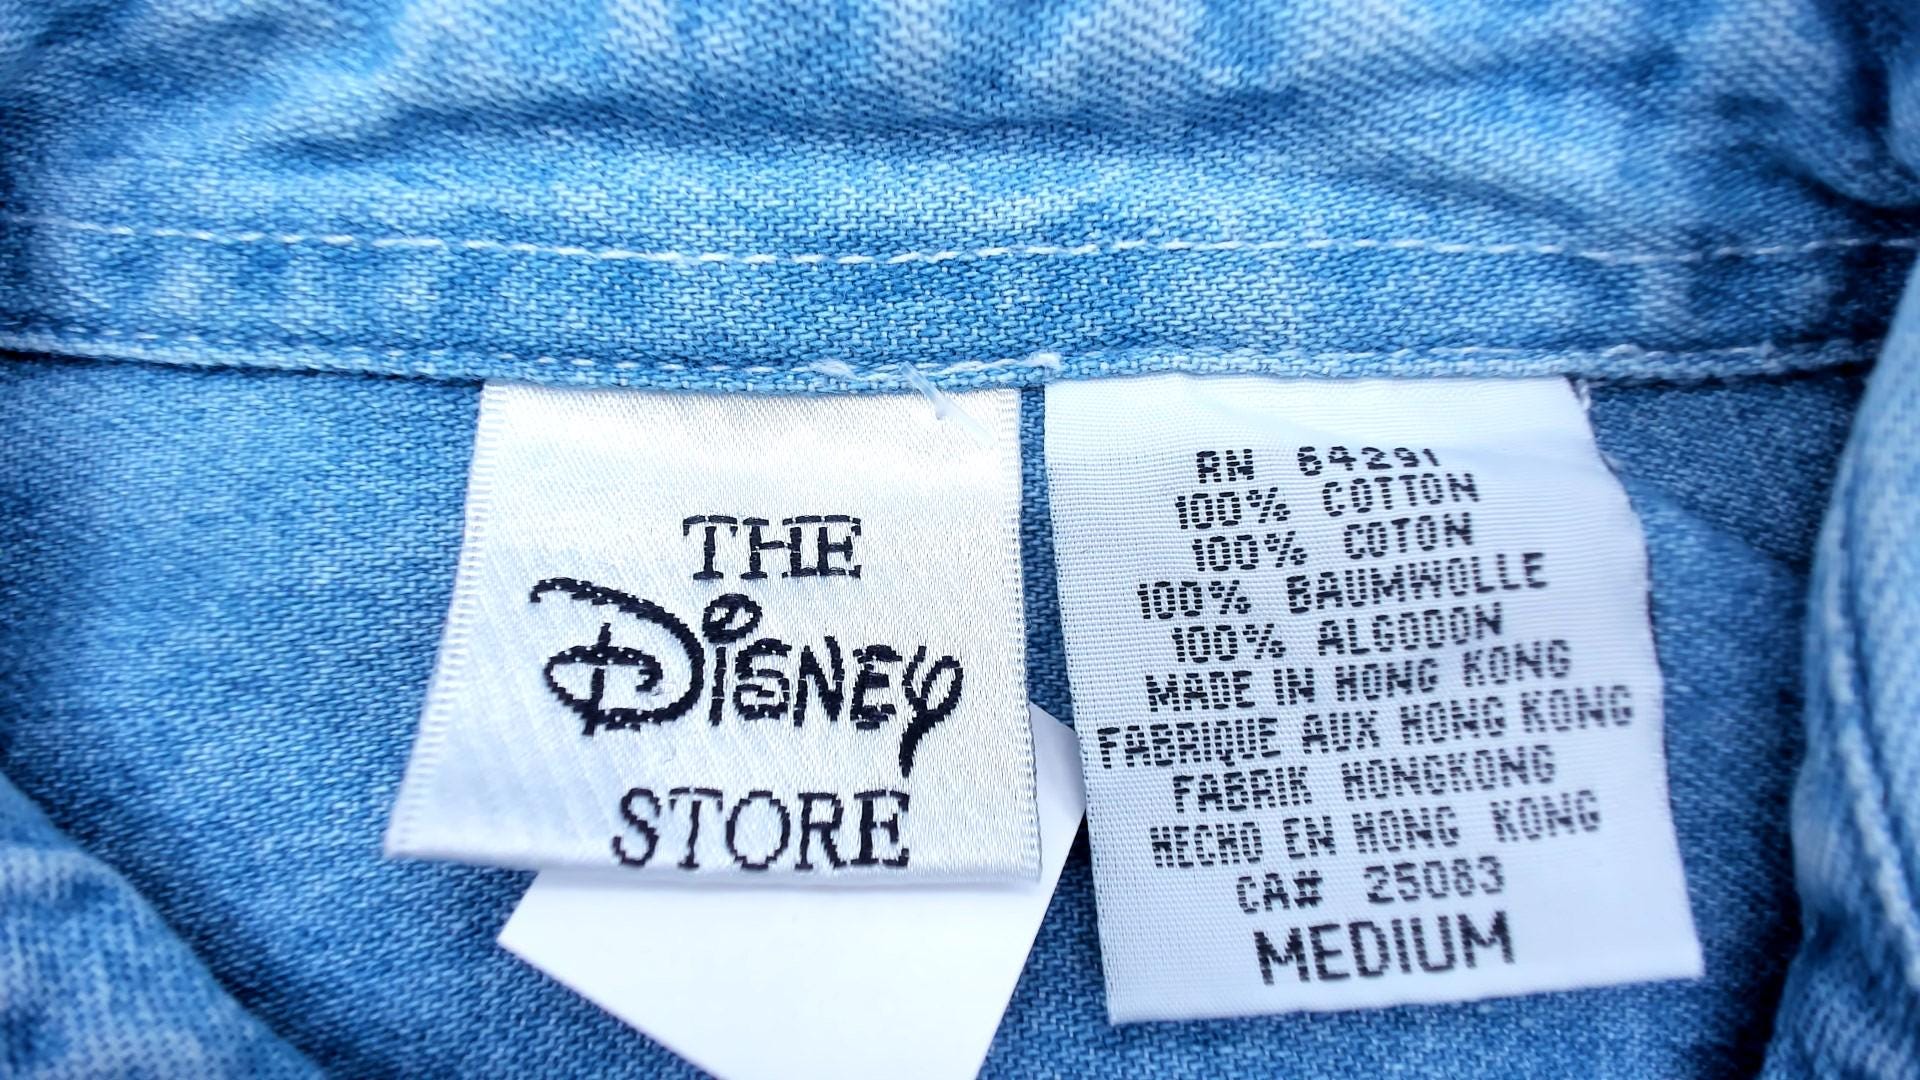 THE
Disney
STORE
RN 64291
100% COTTON
100% COTON
100% BAUMWOLLE
100% ALGODON
MADE IN HONG KONG
FABRIQUE AUX HONG KONG
FABRIK HONGKONG
HECHO EN HONG KONG
CA# 25083
MEDIUM